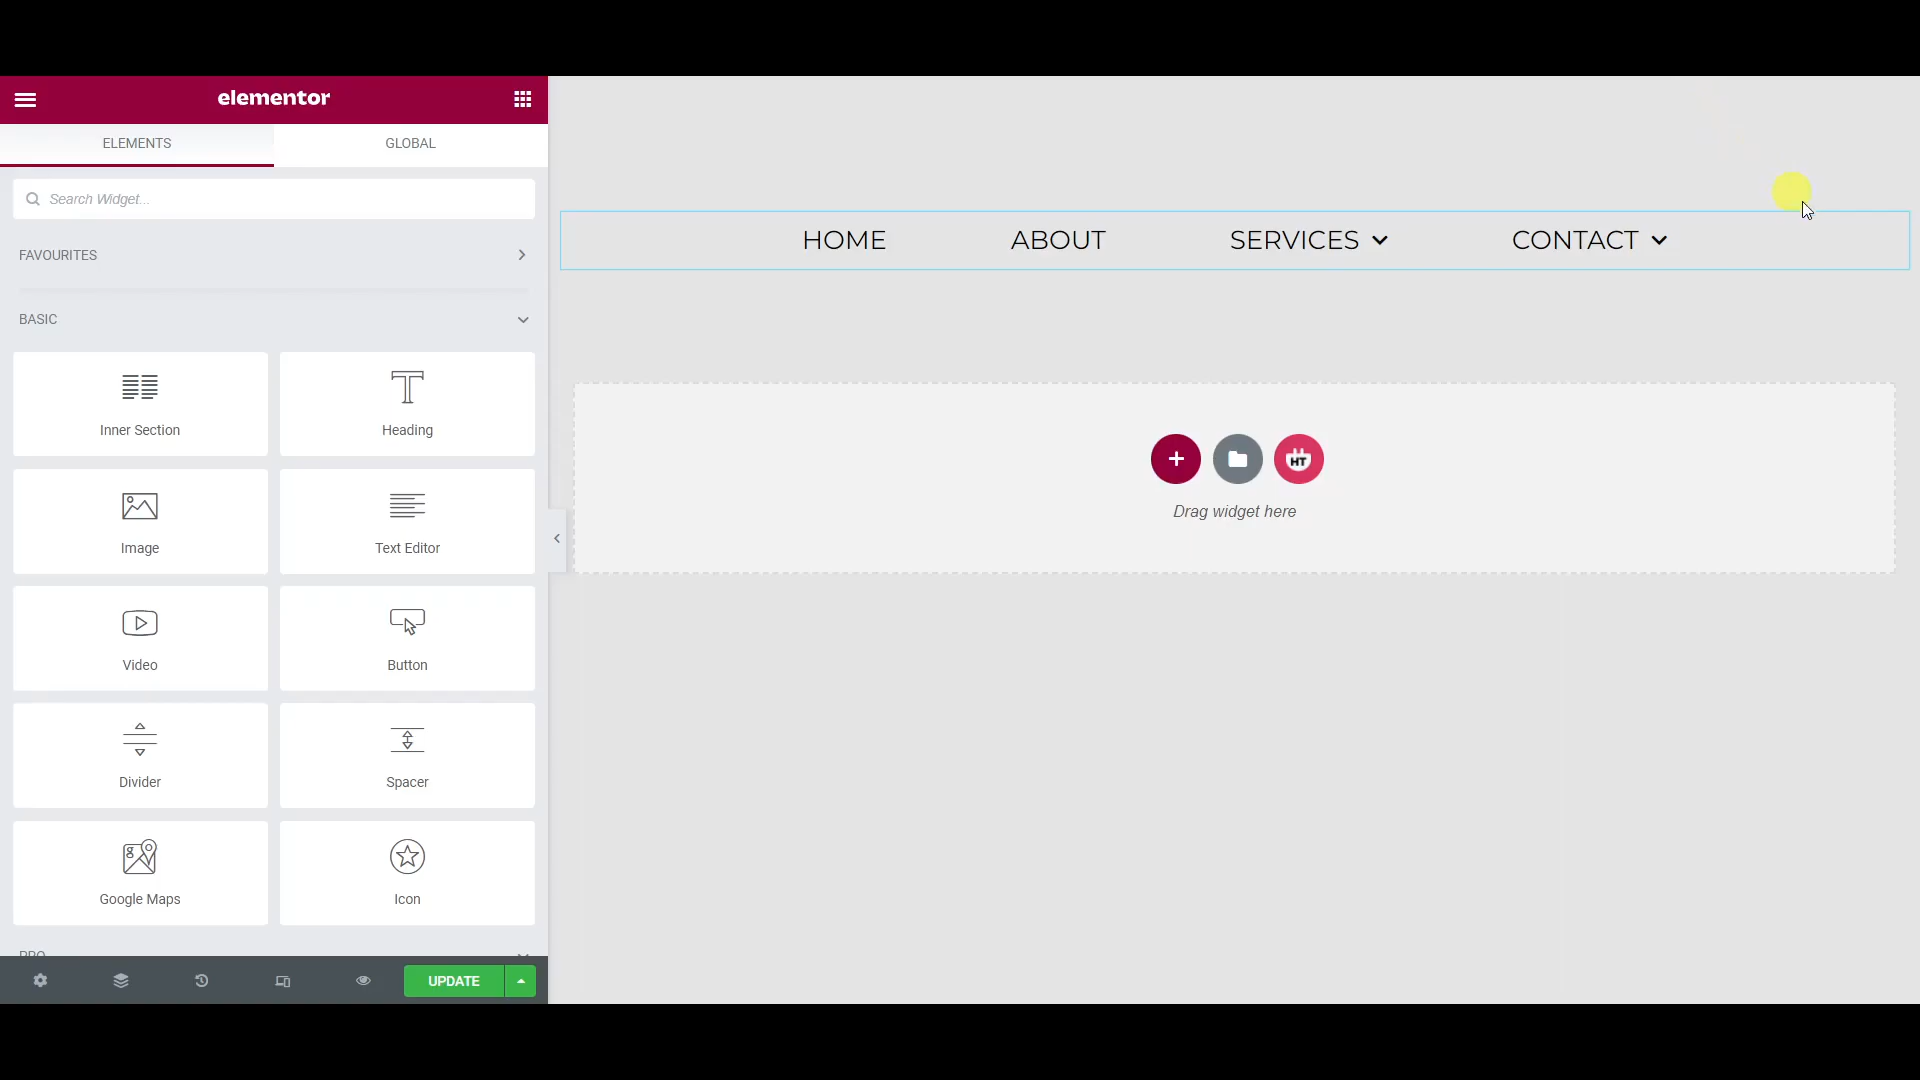 elementor
ELEMENTS
GLOBAL
Search Widget...
FAVOURITES
BASIC
Inner Section
Heading
Image
Text Editor
Video
Button
Divider
Spacer
Google Maps
Icon
PRO
UPDATE
HOME
ABOUT
SERVICES
CONTACT
HT
Drag widget here